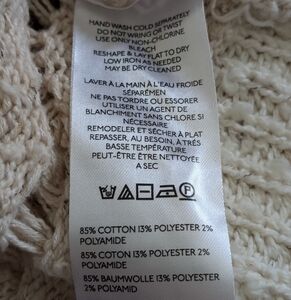 HAND WASH COLD SEPARATELY
DO NOT WRING OR TWIST
USE ONLY NON-CHLORINE
BLEACH
RESHAPE & LAY FLAT TO DRY
LOW IRON AS NEEDED
MAY BE DRY CLEANED
LAVER À LA MAIN À L'EAU FROIDE
SÉPARÉMEN
NE PAS TORDRE OU ESSORER
UTILISER UN AGENT DE
BLANCHIMENT SANS CHLORE SI
NÉCESSAIRE
REMODELER ET SÉCHER À PLAT
REPASSER, AU BESOIN, À TRÈS
BASSE TEMPÉRATURE
PEUT-ÊTRE ÊTRE NETTOYÉE
A SEC
85% COTTON 13% POLYESTER 2%
POLYAMIDE
85% COTON 13% POLYESTER 2%
POLYAMIDE
85% BAUMWOLLE 13% POLYESTER
2% POLYAMID